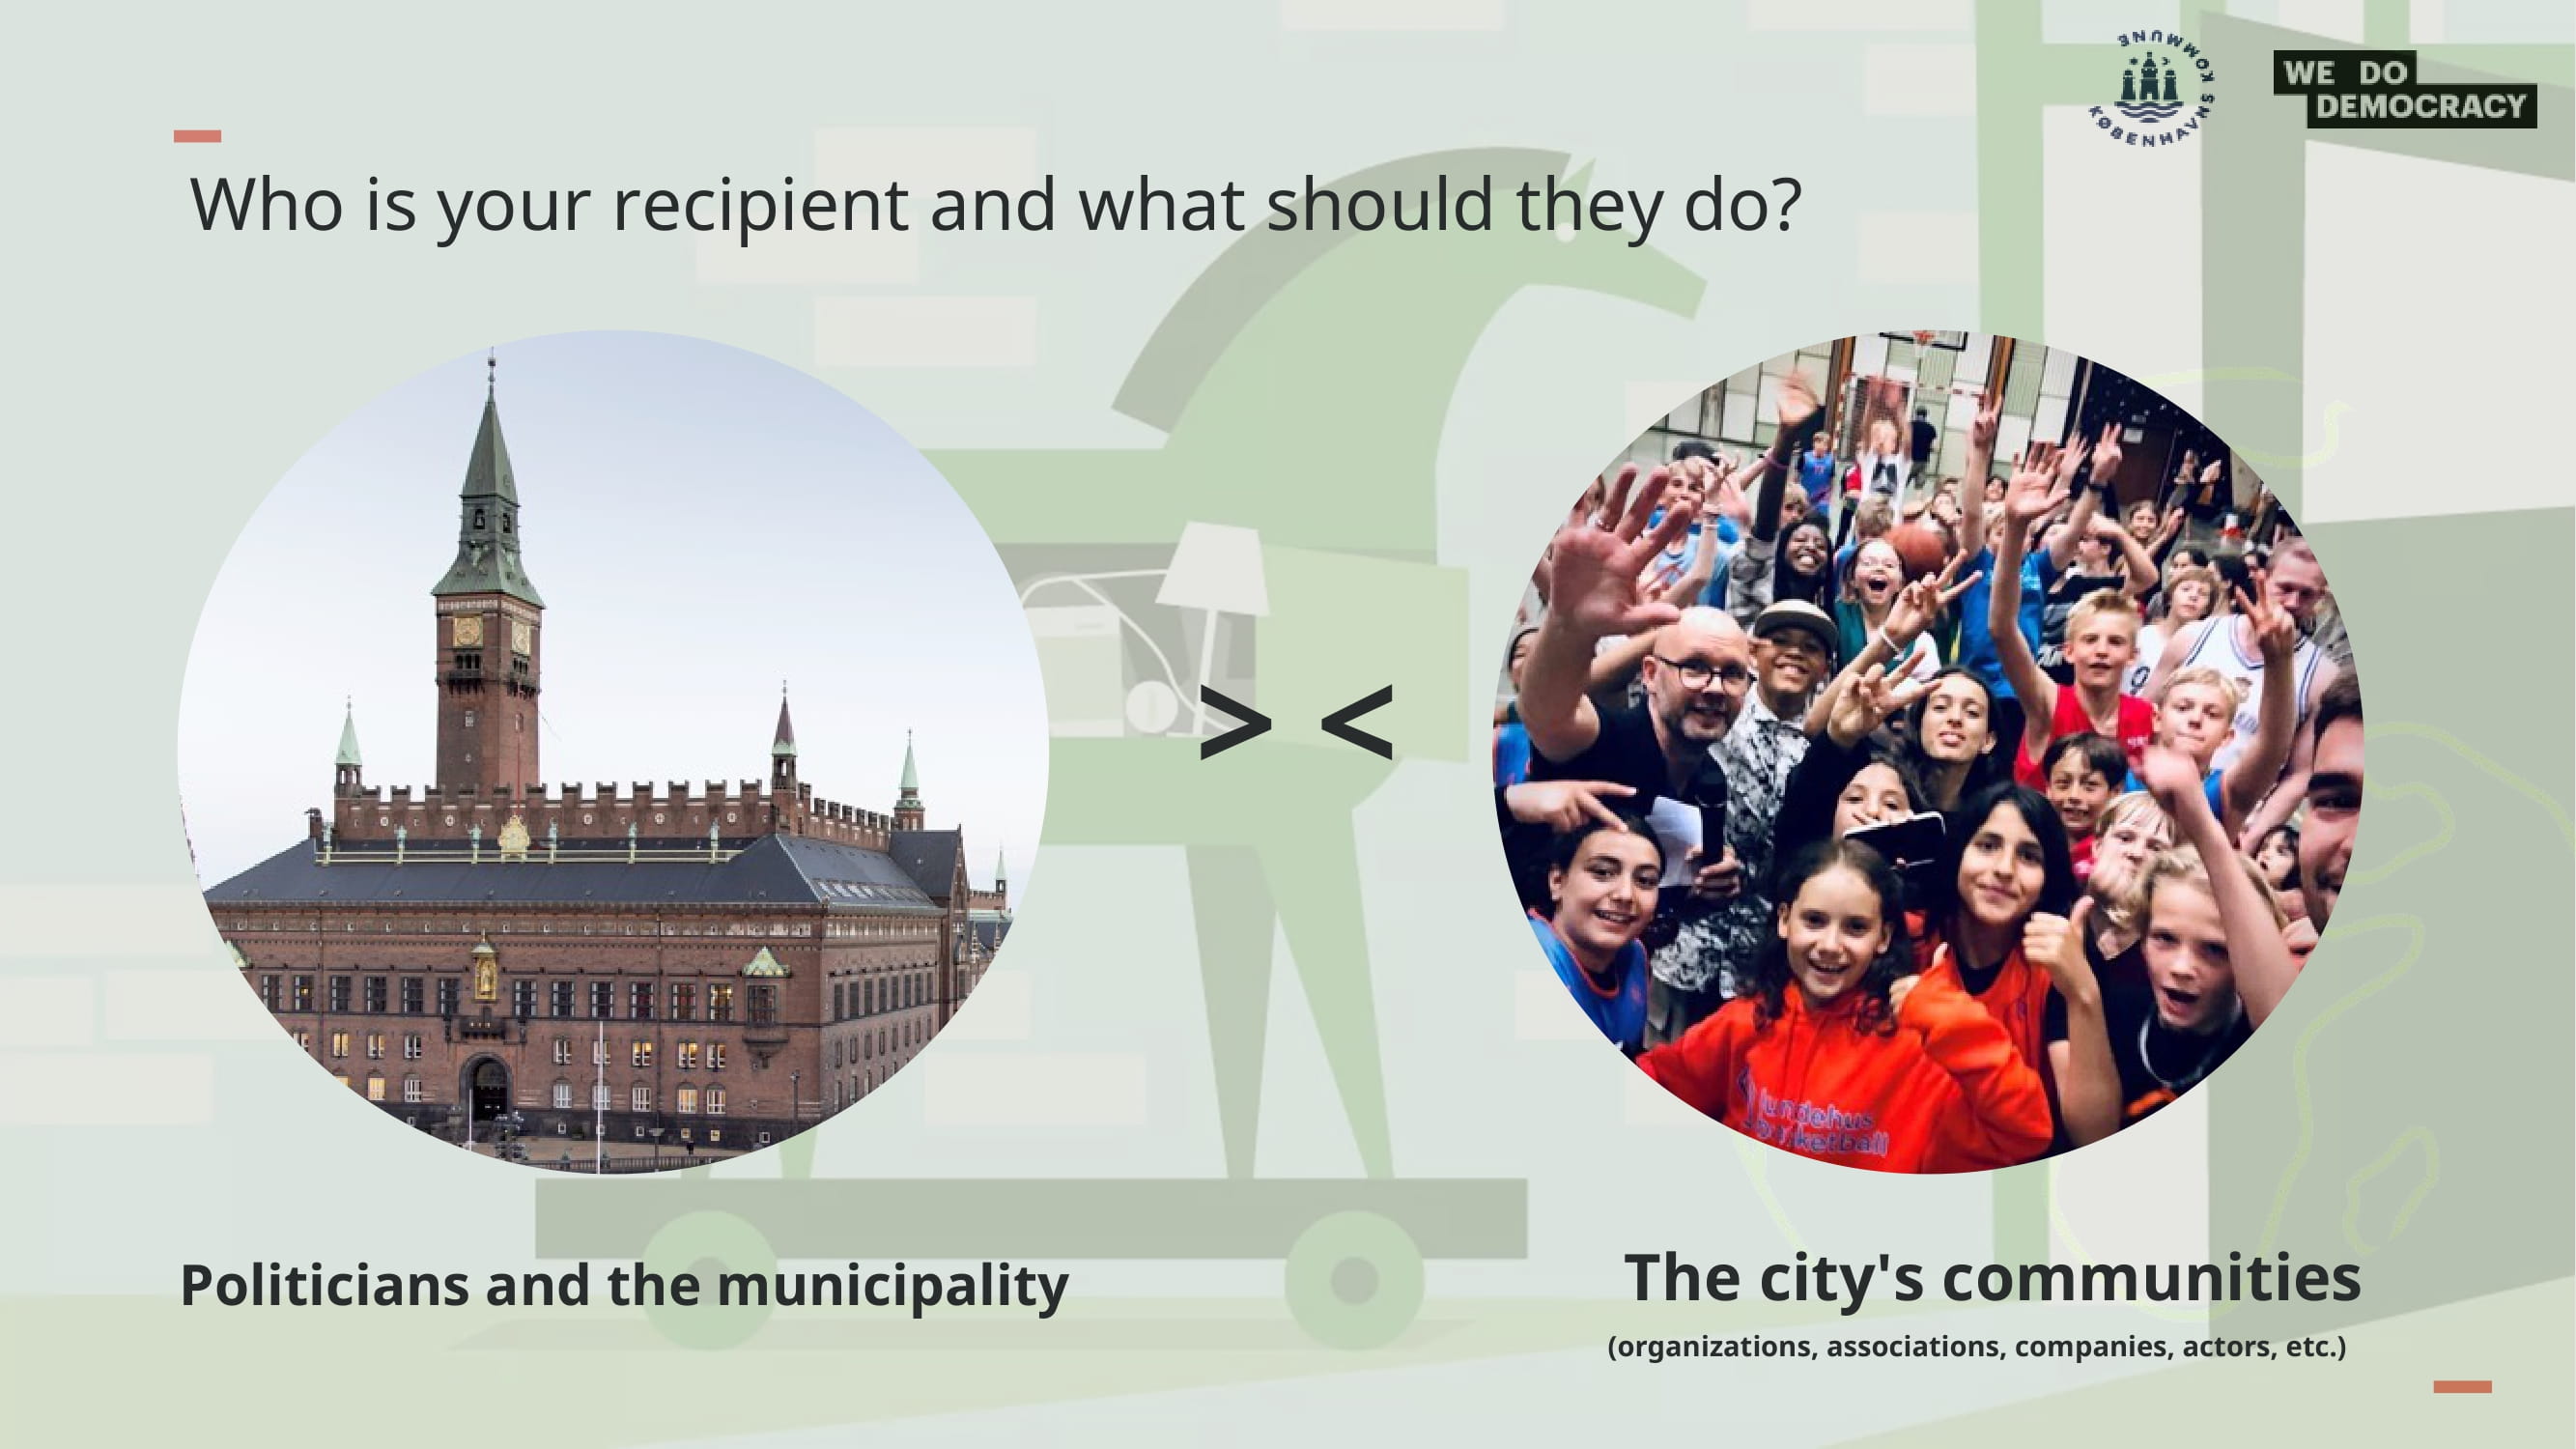 KØBENHAVNS KOMMUNE
WE DO
DEMOCRACY
Who is your recipient and what should they do?
> <
basketball
Politicians and the municipality
The city's communities
(organizations, associations, companies, actors, etc.)